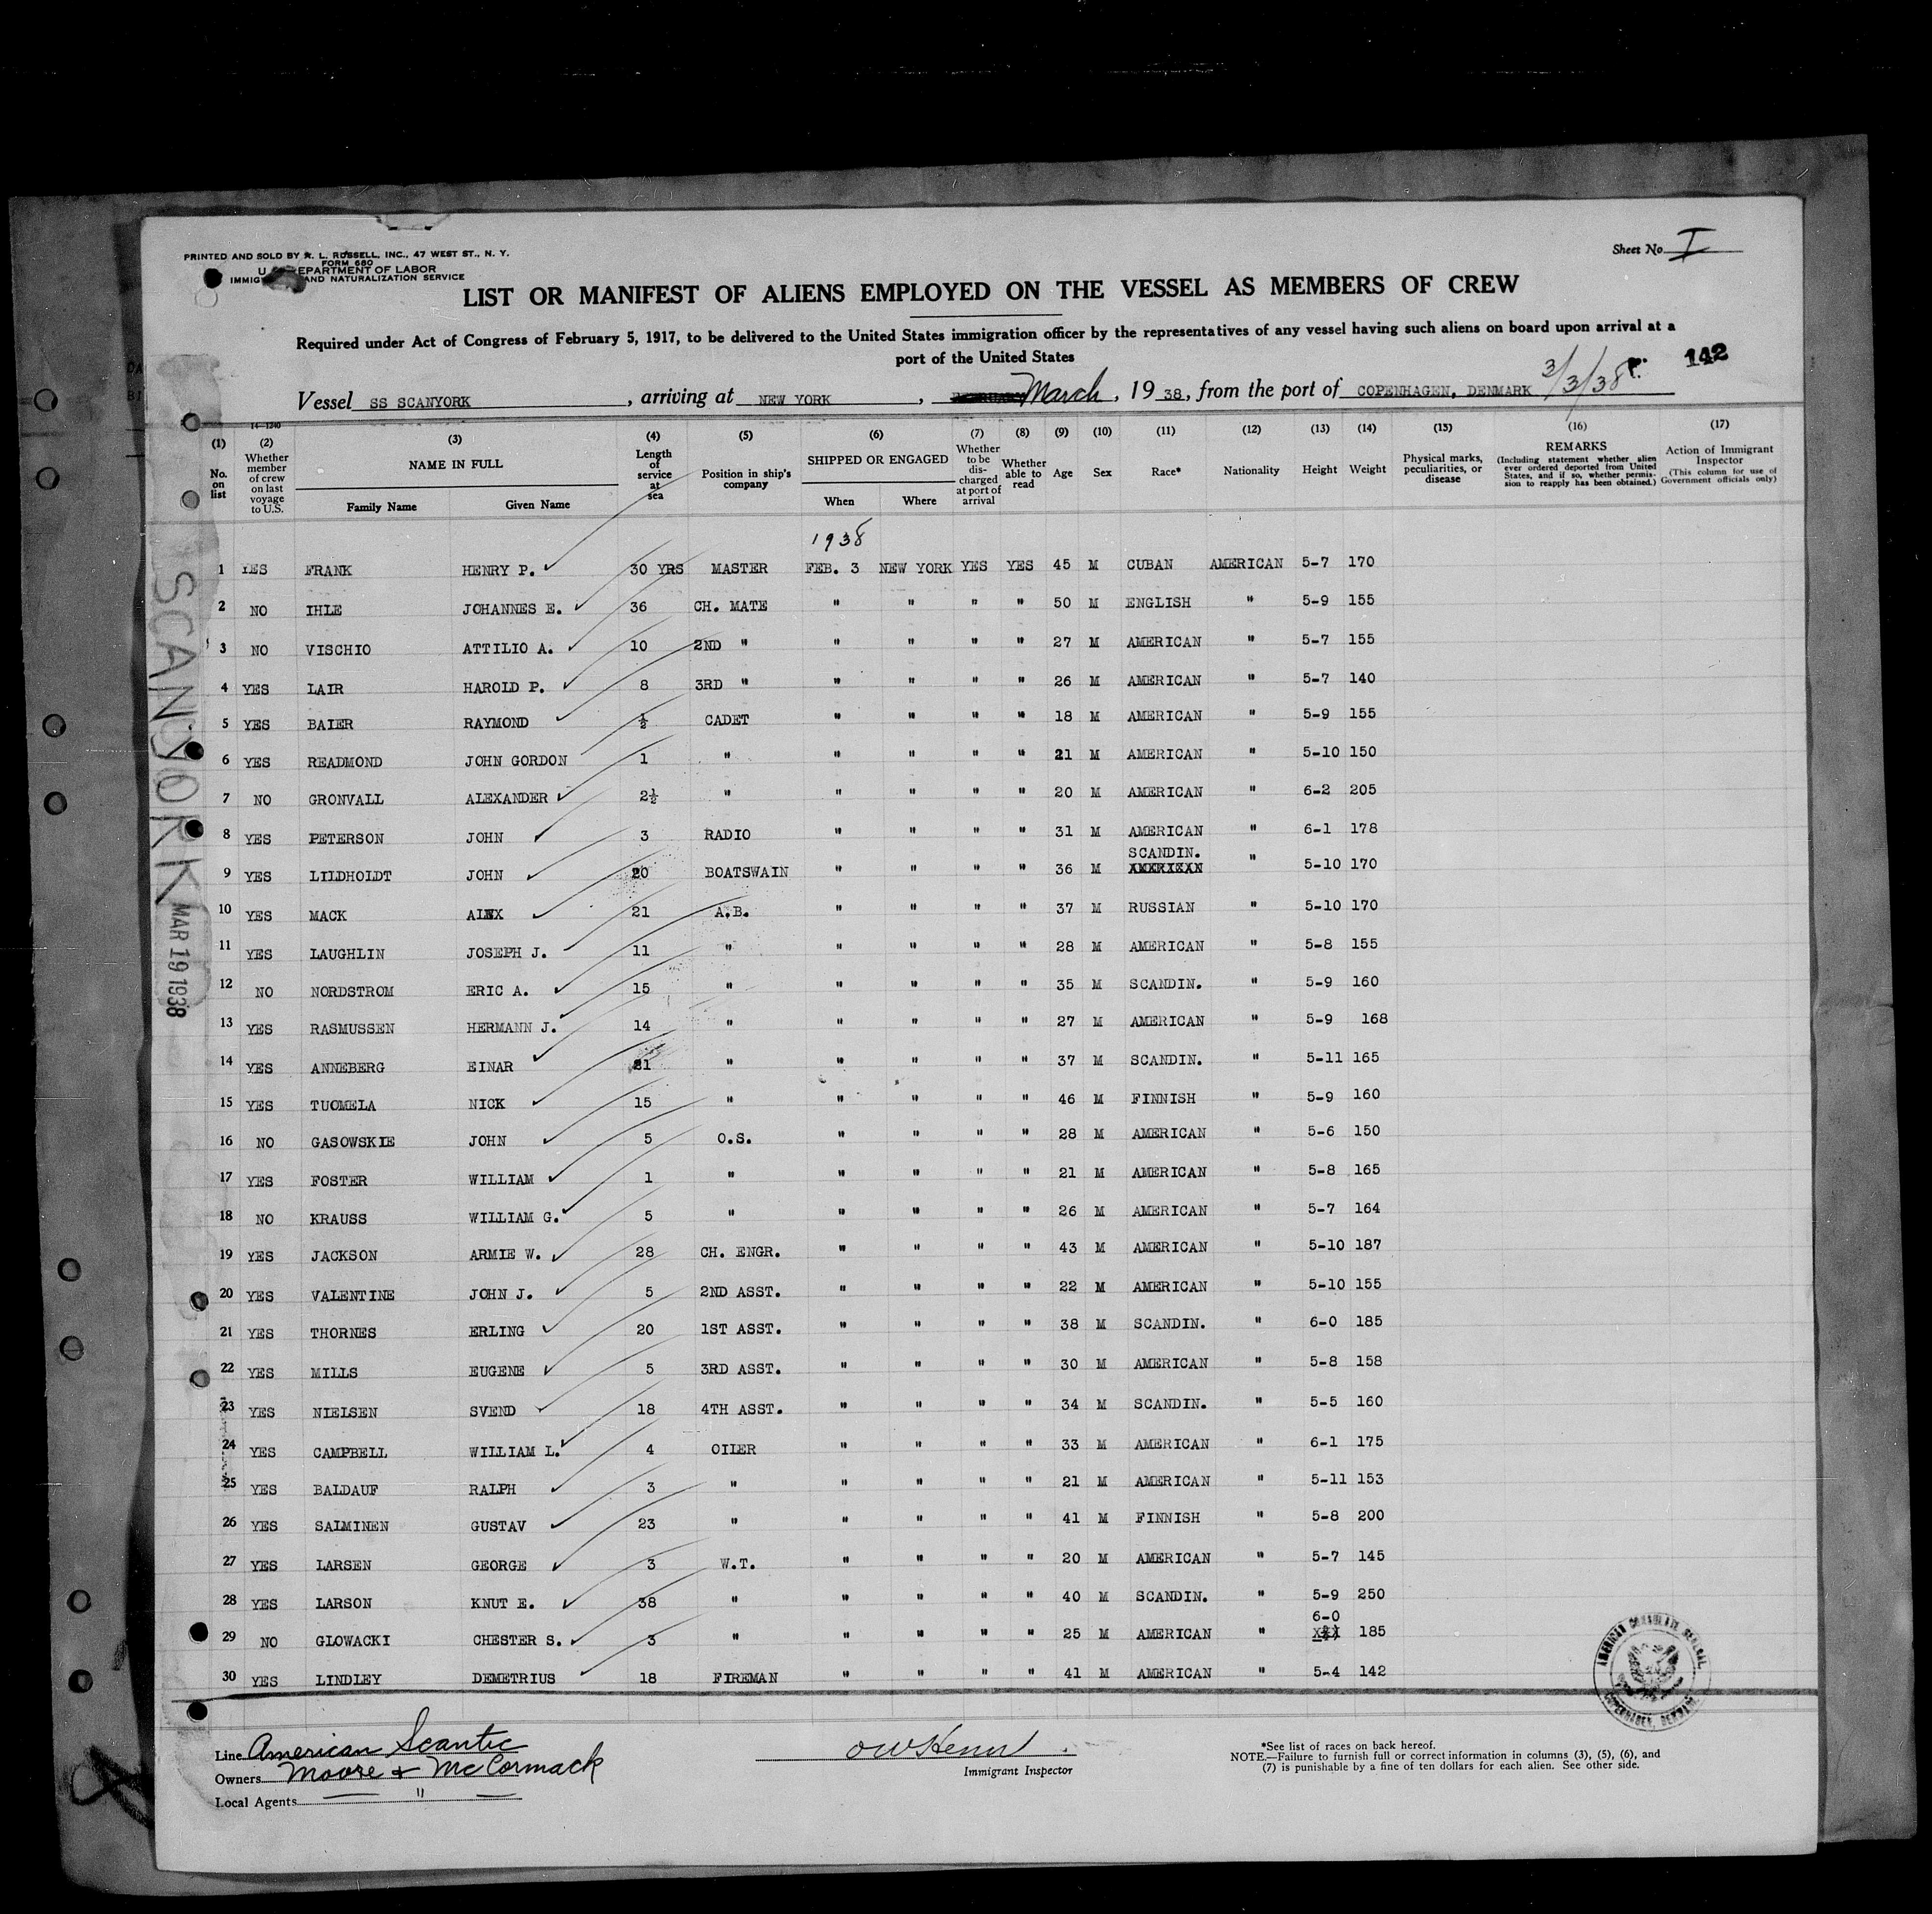 Sheet No. I
PRINTED AND SOLD BY R. L. RUSSELL, INC., 47 WEST ST., N. Y.
FORM 680
U. S. DEPARTMENT OF LABOR
IMMIGRATION AND NATURALIZATION SERVICE
LIST OR MANIFEST OF ALIENS EMPLOYED ON THE VESSEL AS MEMBERS OF CREW
Required under Act of Congress of February 5, 1917, to be delivered to the United States immigration officer by the representatives of any vessel having such aliens on board upon arrival at a
port of the United States
3/3/38 P. 142
Vessel SS SCANYORK, arriving at NEW YORK, March, 1938, from the port of COPENHAGEN, DENMARK
14-1240
(1) (2) (3) (4) (5) (6) (7) (8) (9) (10) (11) (12) (13) (14) (15) (16) (17)
No. on list
Whether member of crew on last voyage to U.S.
NAME IN FULL
Family Name Given Name
Length of service at sea
Position in ship's company
SHIPPED OR ENGAGED
When Where
Whether to be discharged at port of arrival
Whether able to read
Age Sex Race* Nationality Height Weight
Physical marks, peculiarities, or disease
REMARKS
(Including statement whether alien ever ordered deported from United States, and if so, whether permission to reapply has been obtained.)
Action of Immigrant Inspector
(This column for use of Government officials only)
1938
1 YES FRANK HENRY P. 30 YRS MASTER FEB. 3 NEW YORK YES YES 45 M CUBAN AMERICAN 5-7 170
2 NO IHLE JOHANNES E. 36 CH. MATE " " " " 50 M ENGLISH " 5-9 155
3 NO VISCHIO ATTILIO A. 10 2ND " " " " " 27 M AMERICAN " 5-7 155
4 YES LAIR HAROLD P. 8 3RD " " " " " 26 M AMERICAN " 5-7 140
5 YES BAIER RAYMOND ½ CADET " " " " 18 M AMERICAN " 5-9 155
6 YES READMOND JOHN GORDON 1 " " " " " 21 M AMERICAN " 5-10 150
7 NO GRONVALL ALEXANDER 2½ " " " " " 20 M AMERICAN " 6-2 205
8 YES PETERSON JOHN 3 RADIO " " " " 31 M AMERICAN " 6-1 178
9 YES LILDHOLDT JOHN 20 BOATSWAIN " " " " 36 M SCANDIN. " 5-10 170
10 YES MACK ALEX 21 A.B. " " " " 37 M RUSSIAN " 5-10 170
11 YES LAUGHLIN JOSEPH J. 11 " " " " " 28 M AMERICAN " 5-8 155
12 NO NORDSTROM ERIC A. 15 " " " " " 35 M SCANDIN. " 5-9 160
13 YES RASMUSSEN HERMANN J. 14 " " " " " 27 M AMERICAN " 5-9 168
14 YES ANNEBERG EINAR 21 " " " " " 37 M SCANDIN. " 5-11 165
15 YES TUOMELA NICK 15 " " " " " 46 M FINNISH " 5-9 160
16 NO GASOWSKIE JOHN 5 O.S. " " " " 28 M AMERICAN " 5-6 150
17 YES FOSTER WILLIAM 1 " " " " " 21 M AMERICAN " 5-8 165
18 NO KRAUSS WILLIAM G. 5 " " " " " 26 M AMERICAN " 5-7 164
19 YES JACKSON ARMIE W. 28 CH. ENGR. " " " " 43 M AMERICAN " 5-10 187
20 YES VALENTINE JOHN J. 5 2ND ASST. " " " " 22 M AMERICAN " 5-10 155
21 YES THORNES ERLING 20 1ST ASST. " " " " 38 M SCANDIN. " 6-0 185
22 YES MILLS EUGENE 5 3RD ASST. " " " " 30 M AMERICAN " 5-8 158
23 YES NIELSEN SVEND 18 4TH ASST. " " " " 34 M SCANDIN. " 5-5 160
24 YES CAMPBELL WILLIAM L. 4 OILER " " " " 33 M AMERICAN " 6-1 175
25 YES BALDAUF RALPH 3 " " " " " 21 M AMERICAN " 5-11 153
26 YES SALMINEN GUSTAV 23 " " " " " 41 M FINNISH " 5-8 200
27 YES LARSEN GEORGE 3 W.T. " " " " 20 M AMERICAN " 5-7 145
28 YES LARSON KNUT E. 38 " " " " " 40 M SCANDIN. " 5-9 250
29 NO GLOWACKI CHESTER S. 3 " " " " " 25 M AMERICAN " 6-0 185
30 YES LINDLEY DEMETRIUS 18 FIREMAN " " " " 41 M AMERICAN " 5-4 142
SCANYORK
MAR 19 1938
AMERICAN CONSULATE GENERAL
COPENHAGEN, DENMARK
Line American Scantic
Owners Moore & McCormack
Local Agents "
Immigrant Inspector
*See list of races on back hereof.
NOTE.—Failure to furnish full or correct information in columns (3), (5), (6), and
(7) is punishable by a fine of ten dollars for each alien. See other side.